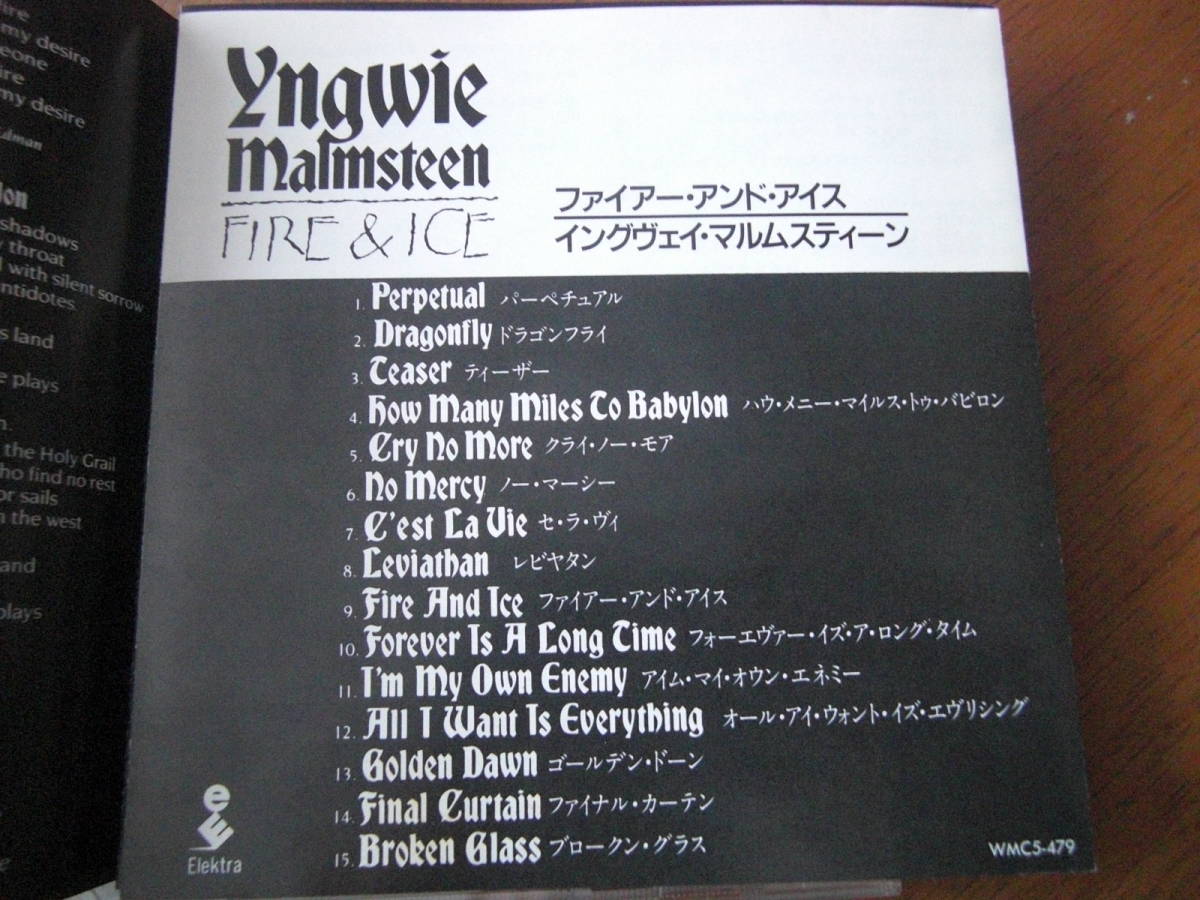 ire
my desire
eone
ire
my desire
shadows
throat
with silent sorrow
ntidotes.
s land
e plays
the Holy Grail
ho find no rest
or sails
the west
and
plays
Yngwie
Malmsteen
FIRE & ICE
ファイアー・アンド・アイス
イングヴェイ・マルムスティーン
1. Perpetual パーペチュアル
2. Dragonfly ドラゴンフライ
3. Teaser ティーザー
4. How Many Miles To Babylon ハウ・メニー・マイルス・トゥ・バビロン
5. Cry No More クライ・ノー・モア
6. No Mercy ノー・マーシー
7. C'est La Vie セ・ラ・ヴィ
8. Leviathan レビヤタン
9. Fire And Ice ファイアー・アンド・アイス
10. Forever Is A Long Time フォーエヴァー・イズ・ア・ロング・タイム
11. I'm My Own Enemy アイム・マイ・オウン・エネミー
12. All I Want Is Everything オール・アイ・ウォント・イズ・エヴリシング
13. Golden Dawn ゴールデン・ドーン
14. Final Curtain ファイナル・カーテン
15. Broken Glass ブロークン・グラス
Elektra
WMC5-479